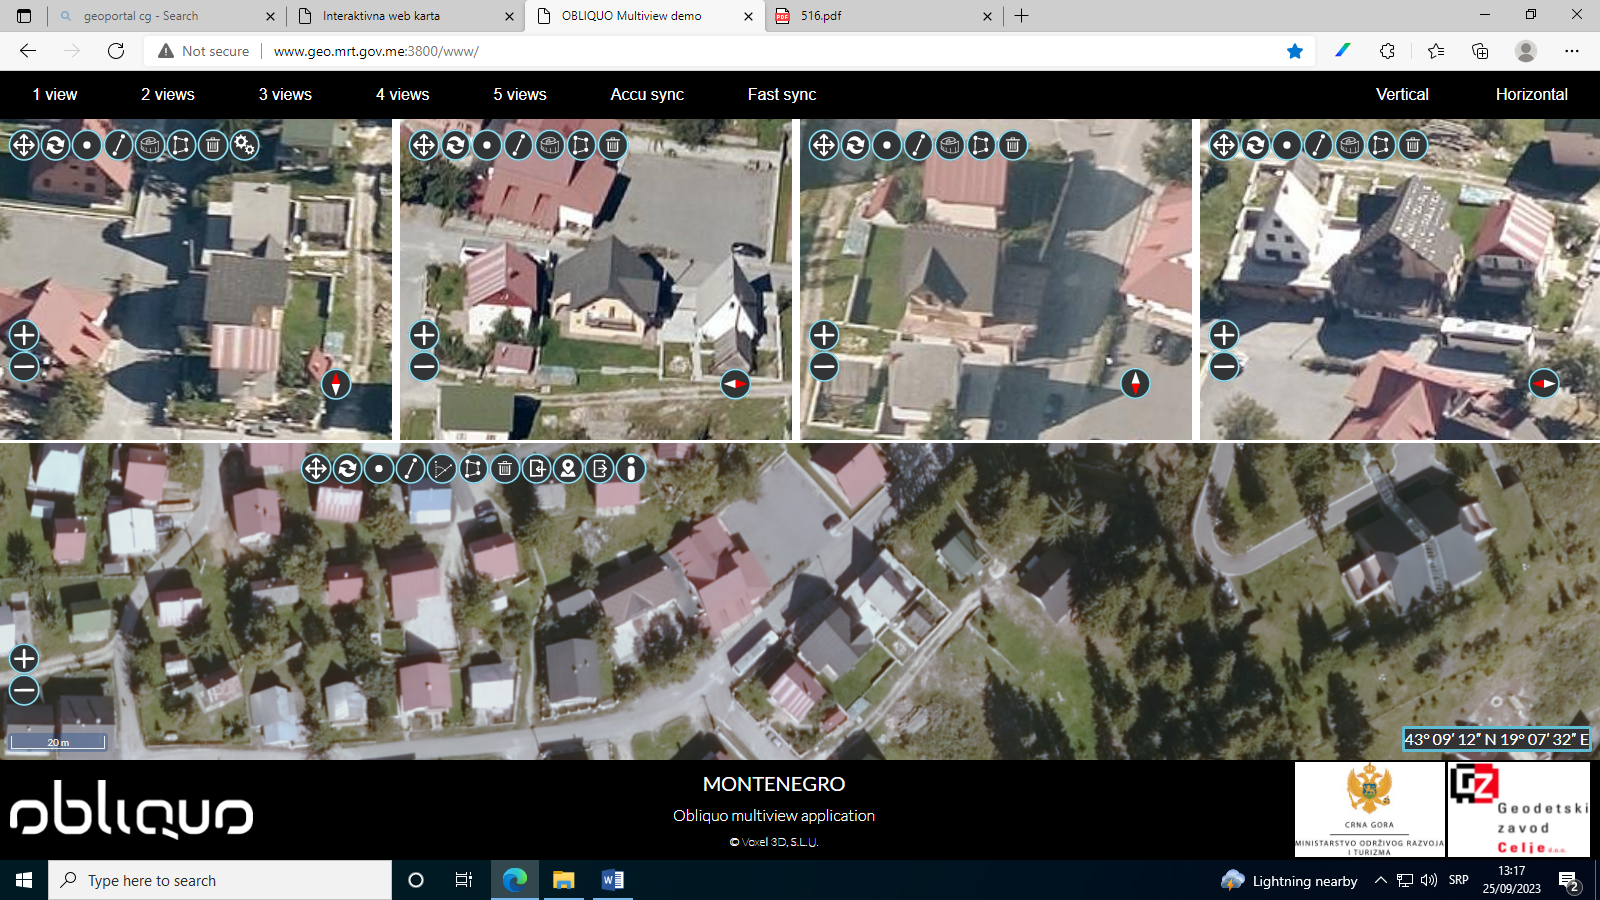 geoportal cg - Search
Interaktivna web karta
OBLIQUO Multiview demo
PDF
516.pdf
Not secure
www.geo.mrt.gov.me:3800/www/
1 view
2 views
3 views
4 views
5 views
Accu sync
Fast sync
Vertical
Horizontal
20 m
43° 09′ 12″ N 19° 07′ 32″ E
obliquo
MONTENEGRO
Obliquo multiview application
© Voxel 3D, S.L.U.
CRNA GORA
MINISTARSTVO ODRŽIVOG RAZVOJA
I TURIZMA
GZ
Geodetski
zavod
Celje d.o.o.
Type here to search
Lightning nearby
SRP
13:17
25/09/2023
2